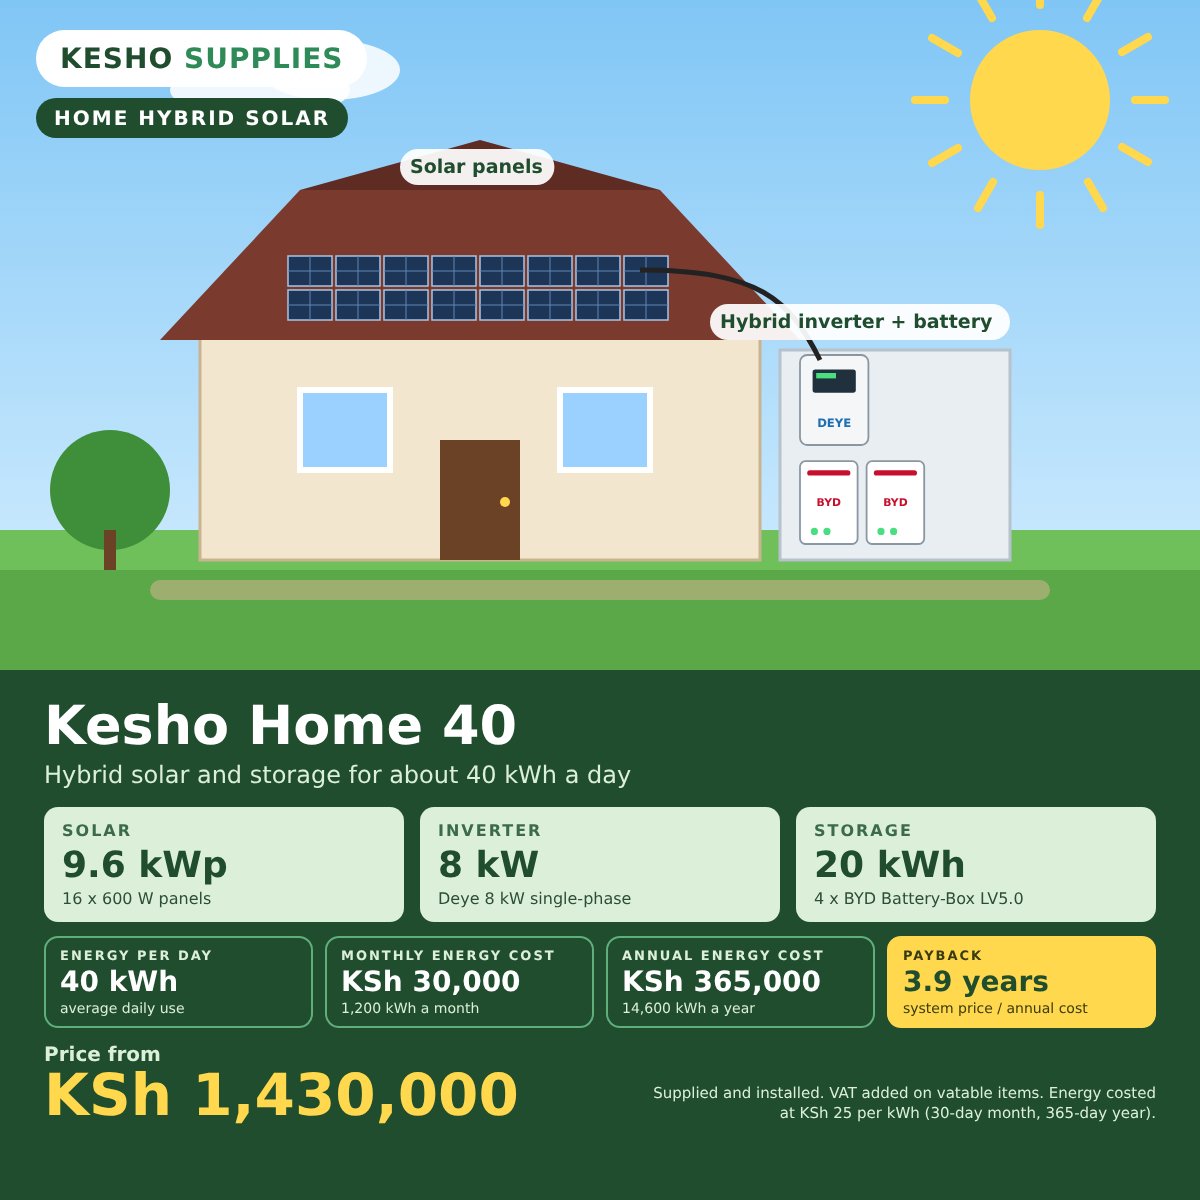 KESHO SUPPLIES
HOME HYBRID SOLAR
Solar panels
Hybrid inverter + battery
DEYE
BYD BYD
Kesho Home 40
Hybrid solar and storage for about 40 kWh a day
SOLAR
9.6 kWp
16 x 600 W panels
INVERTER
8 kW
Deye 8 kW single-phase
STORAGE
20 kWh
4 x BYD Battery-Box LV5.0
ENERGY PER DAY
40 kWh
average daily use
MONTHLY ENERGY COST
KSh 30,000
1,200 kWh a month
ANNUAL ENERGY COST
KSh 365,000
14,600 kWh a year
PAYBACK
3.9 years
system price / annual cost
Price from
KSh 1,430,000
Supplied and installed. VAT added on vatable items. Energy costed
at KSh 25 per kWh (30-day month, 365-day year).